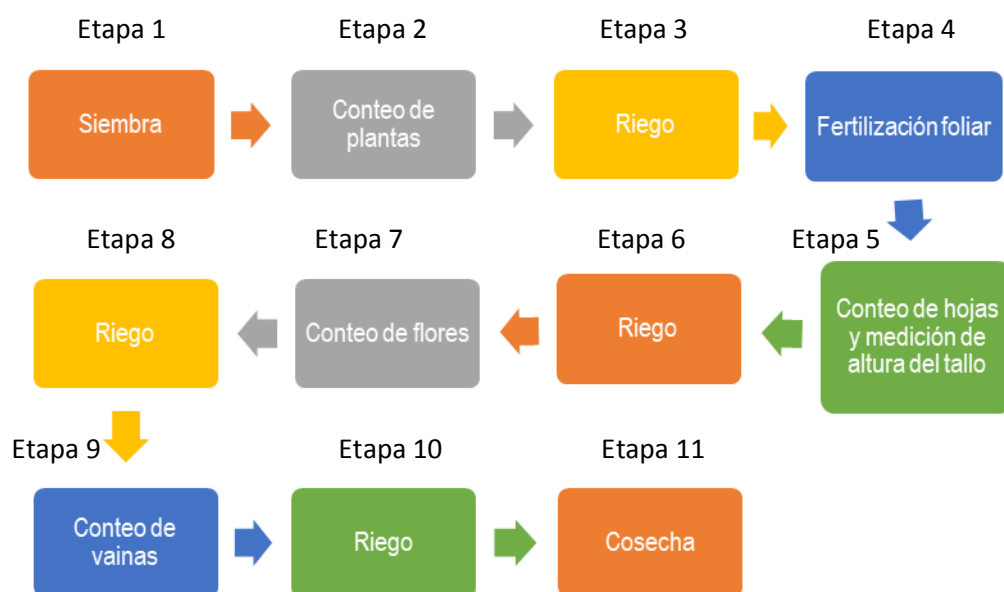 Etapa 1
Etapa 2
Etapa 3
Etapa 4
Siembra
Conteo de
plantas
Riego
Fertilización foliar
Etapa 8
Etapa 7
Etapa 6
Etapa 5
Riego
Conteo de flores
Riego
Conteo de hojas
y medición de
altura del tallo
Etapa 9
Etapa 10
Etapa 11
Conteo de
vainas
Riego
Cosecha